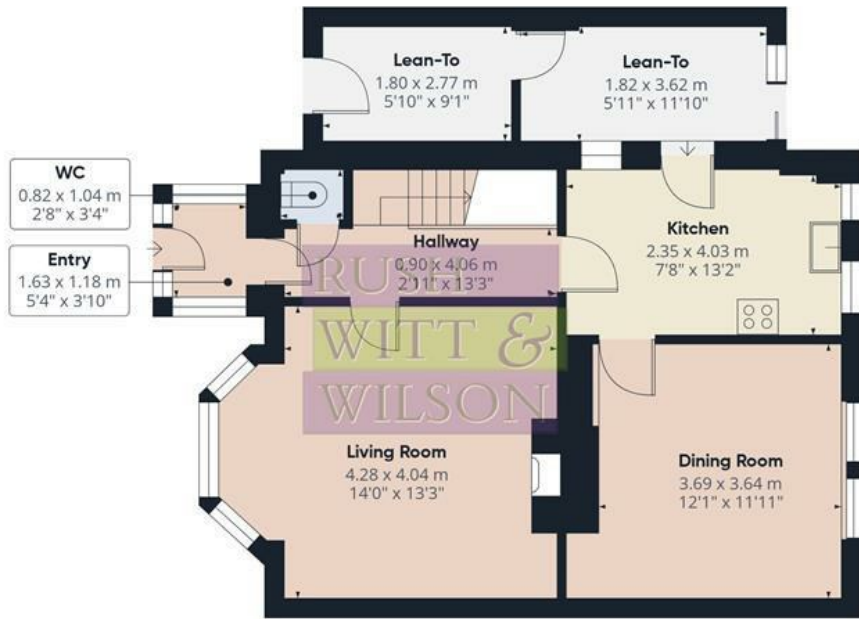 Lean-To
1.80 x 2.77 m
5'10" x 9'1"
Lean-To
1.82 x 3.62 m
5'11" x 11'10"
WC
0.82 x 1.04 m
2'8" x 3'4"
Entry
1.63 x 1.18 m
5'4" x 3'10"
Hallway
0.90 x 4.06 m
2'11" x 13'3"
Kitchen
2.35 x 4.03 m
7'8" x 13'2"
RUSH
WITT &
WILSON
Living Room
4.28 x 4.04 m
14'0" x 13'3"
Dining Room
3.69 x 3.64 m
12'1" x 11'11"